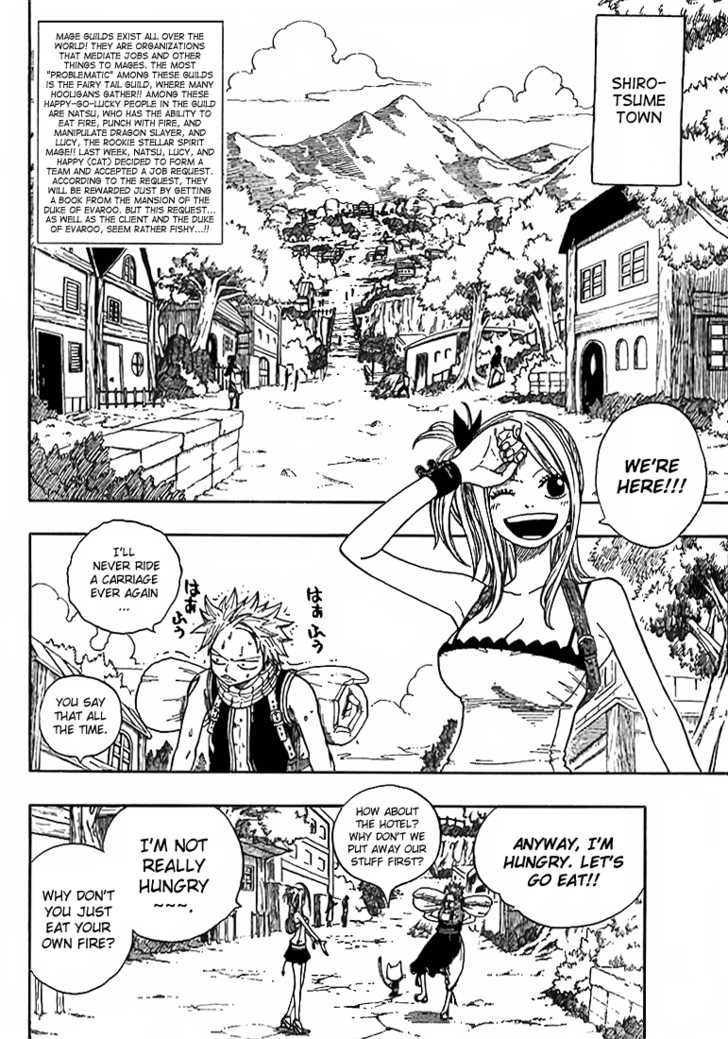 MAGE GUILDS EXIST ALL OVER THE
WORLD! THEY ARE ORGANIZATIONS
THAT MEDIATE JOBS AND OTHER
THINGS TO MAGES. THE MOST
"PROBLEMATIC" AMONG THESE GUILDS
IS THE FAIRY TAIL GUILD, WHERE MANY
HOOLIGANS GATHER!! AMONG THESE
HAPPY-GO-LUCKY PEOPLE IN THE GUILD
ARE NATSU, WHO HAS THE ABILITY TO
EAT FIRE, PUNCH WITH FIRE, AND
MANIPULATE DRAGON SLAYER, AND
LUCY, THE ROOKIE STELLAR SPIRIT
MAGE!! LAST WEEK, NATSU, LUCY, AND
HAPPY (CAT) DECIDED TO FORM A
TEAM AND ACCEPTED A JOB REQUEST.
ACCORDING TO THE REQUEST, THEY
WILL BE REWARDED JUST BY GETTING
A BOOK FROM THE MANSION OF THE
DUKE OF EVAROO. BUT THIS REQUEST...
AS WELL AS THE CLIENT AND THE DUKE
OF EVAROO, SEEM RATHER FISHY...!!
SHIRO-
TSUME
TOWN
WE'RE
HERE!!!
I'LL
NEVER RIDE
A CARRIAGE
EVER AGAIN
...
はぁ
ふぅ
はぁ
ふぅ
YOU SAY
THAT ALL
THE TIME.
ANYWAY, I'M
HUNGRY. LET'S
GO EAT!!
HOW ABOUT
THE HOTEL?
WHY DON'T WE
PUT AWAY OUR
STUFF FIRST?
I'M NOT
REALLY
HUNGRY
~~~.
WHY DON'T
YOU JUST
EAT YOUR
OWN FIRE?